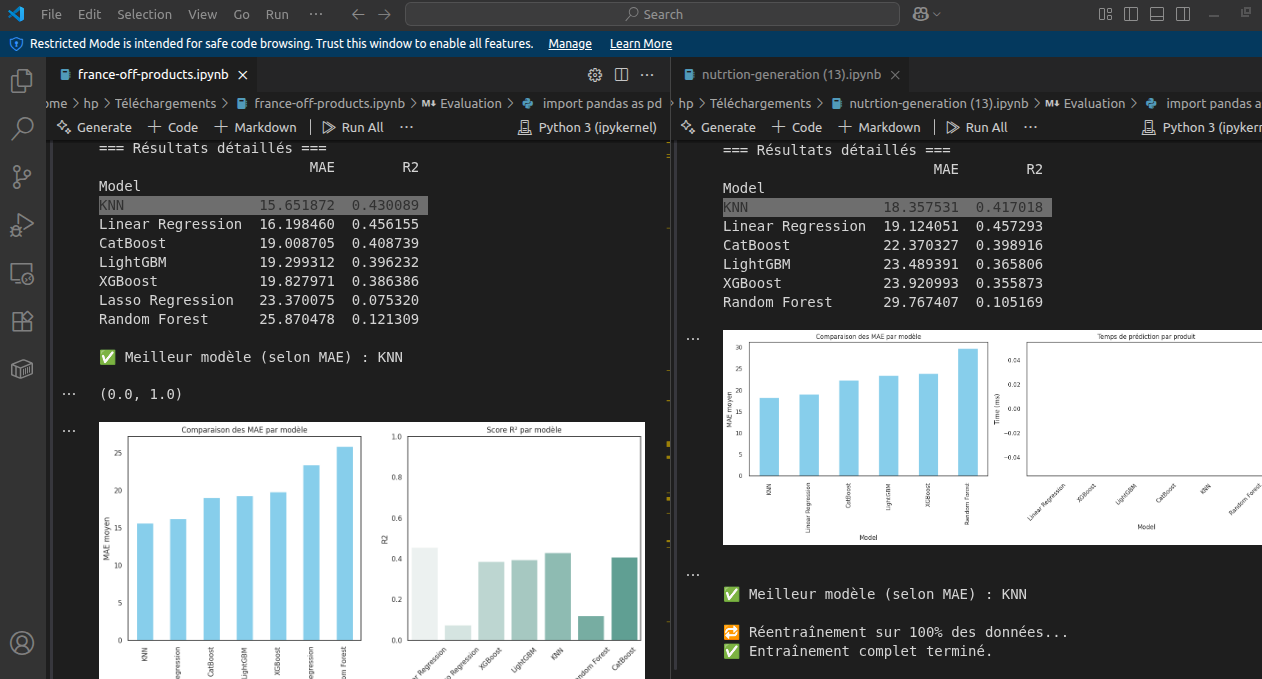 File Edit Selection View Go Run ··· Search
Restricted Mode is intended for safe code browsing. Trust this window to enable all features. Manage Learn More
france-off-products.ipynb
ome > hp > Téléchargements > france-off-products.ipynb > M↓ Evaluation > import pandas as pd
Generate + Code + Markdown | Run All ··· Python 3 (ipykernel)
=== Résultats détaillés ===
MAE R2
Model
KNN 15.651872 0.430089
Linear Regression 16.198460 0.456155
CatBoost 19.008705 0.408739
LightGBM 19.299312 0.396232
XGBoost 19.827971 0.386386
Lasso Regression 23.370075 0.075320
Random Forest 25.870478 0.121309
✅ Meilleur modèle (selon MAE) : KNN
(0.0, 1.0)
Comparaison des MAE par modèle
MAE moyen
25
20
15
10
5
0
KNN
egression
CatBoost
ightGBM
XGBoost
gression
m Forest
Score R² par modèle
R2
1.0
0.8
0.6
0.4
0.2
0.0
r Regression
o Regression
XGBoost
LightGBM
KNN
ndom Forest
CatBoost
nutrtion-generation (13).ipynb
> hp > Téléchargements > nutrtion-generation (13).ipynb > M↓ Evaluation > import pandas a
Generate + Code + Markdown | Run All ··· Python 3 (ipykern
=== Résultats détaillés ===
MAE R2
Model
KNN 18.357531 0.417018
Linear Regression 19.124051 0.457293
CatBoost 22.370327 0.398916
LightGBM 23.489391 0.365806
XGBoost 23.920993 0.355873
Random Forest 29.767407 0.105169
Comparaison des MAE par modèle
MAE moyen
30
25
20
15
10
5
0
KNN
Linear Regression
CatBoost
LightGBM
XGBoost
Random Forest
Model
Temps de prédiction par produit
Time (ms)
0.04
0.02
0.00
−0.02
−0.04
Linear Regression
XGBoost
LightGBM
CatBoost
KNN
Random Forest
Model
✅ Meilleur modèle (selon MAE) : KNN
🔁 Réentraînement sur 100% des données...
✅ Entraînement complet terminé.